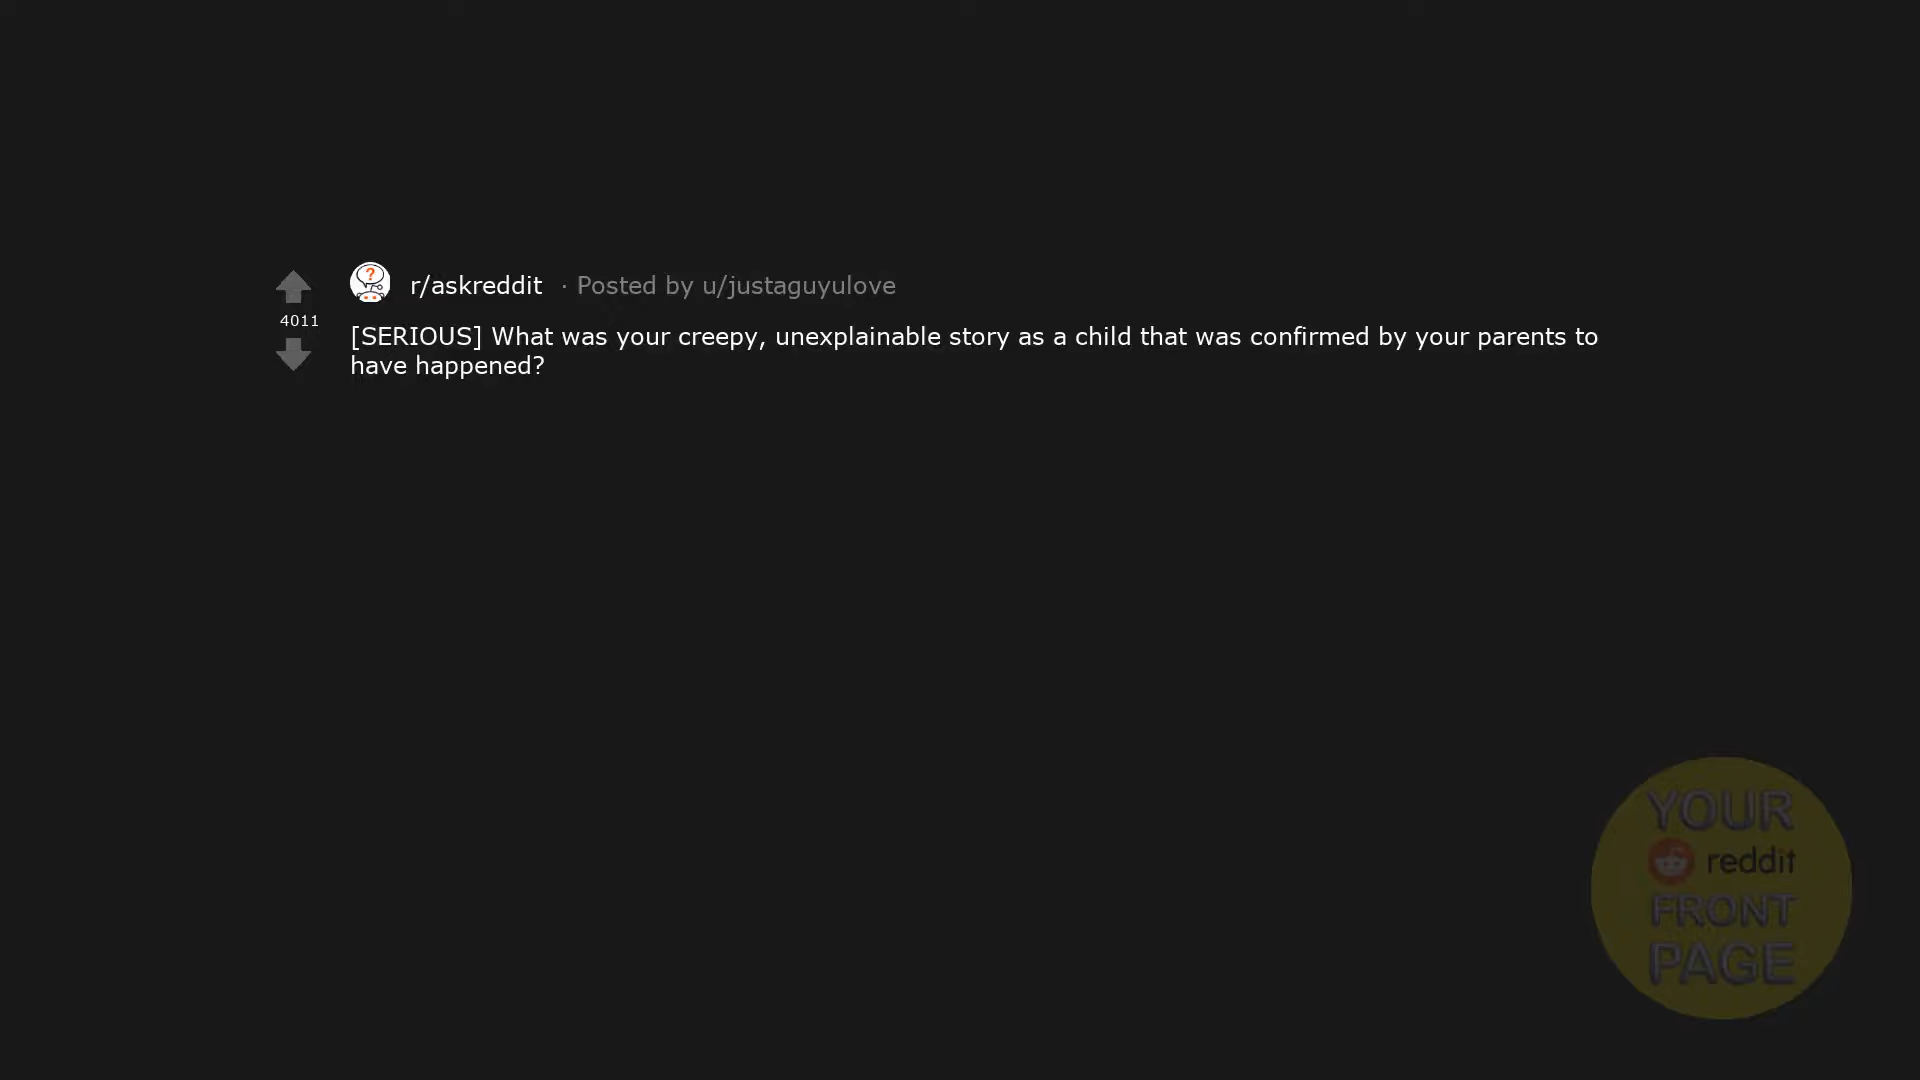 r/askreddit · Posted by u/justaguyulove
4011
[SERIOUS] What was your creepy, unexplainable story as a child that was confirmed by your parents to
have happened?
YOUR
reddit
FRONT
PAGE